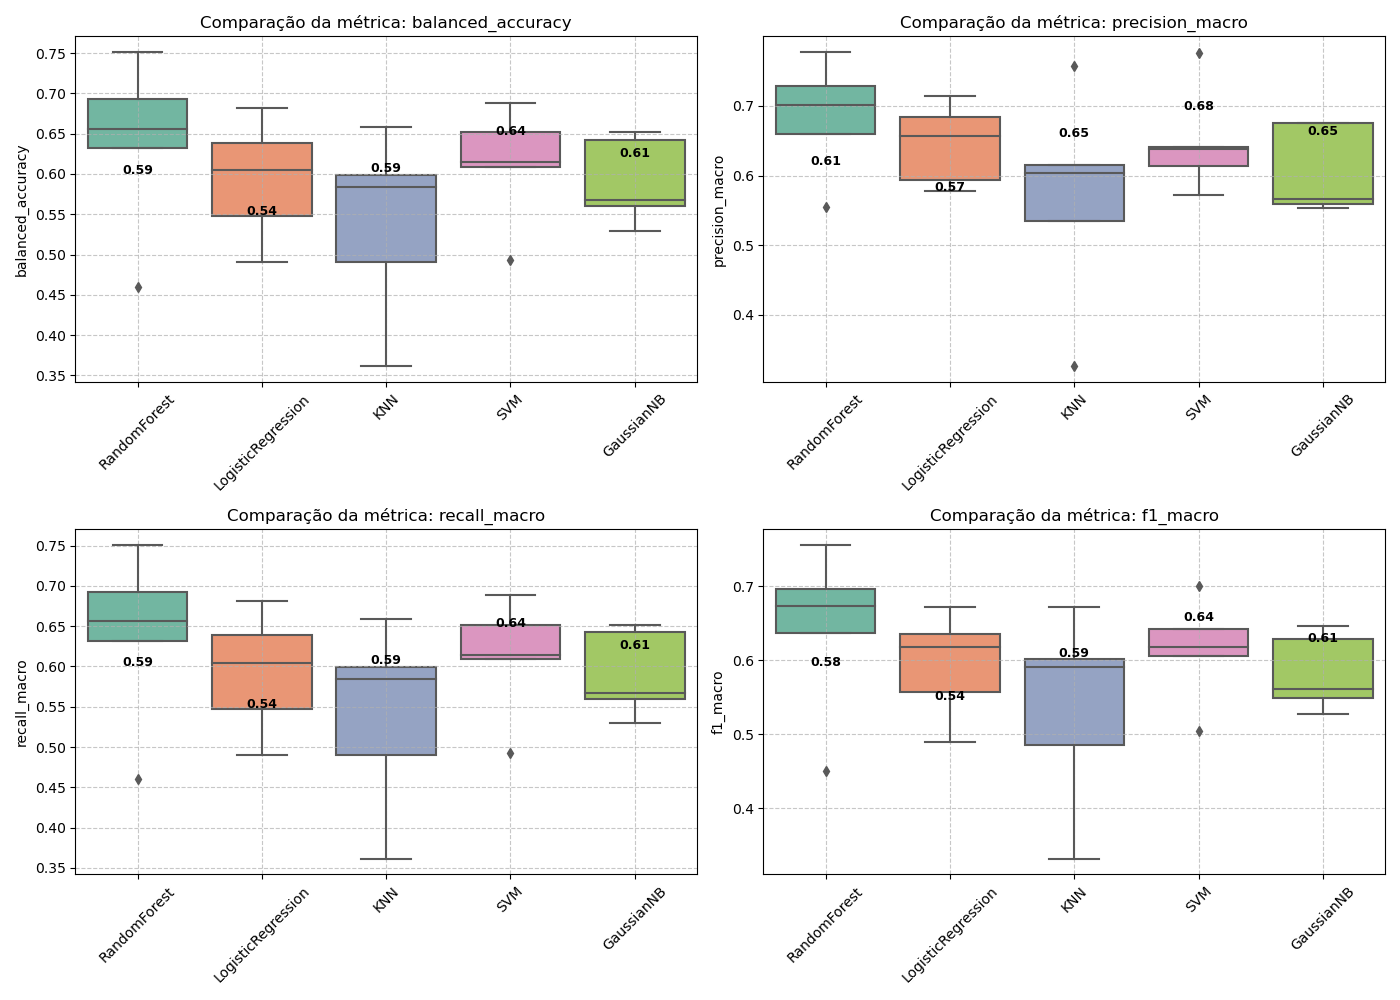 Comparação da métrica: balanced_accuracy
balanced_accuracy
0.75
0.70
0.65
0.60
0.55
0.50
0.45
0.40
0.35
0.59
0.54
0.59
0.64
0.61
RandomForest
LogisticRegression
KNN
SVM
GaussianNB
Comparação da métrica: precision_macro
precision_macro
0.7
0.6
0.5
0.4
0.61
0.57
0.65
0.68
0.65
RandomForest
LogisticRegression
KNN
SVM
GaussianNB
Comparação da métrica: recall_macro
recall_macro
0.75
0.70
0.65
0.60
0.55
0.50
0.45
0.40
0.35
0.59
0.54
0.59
0.64
0.61
RandomForest
LogisticRegression
KNN
SVM
GaussianNB
Comparação da métrica: f1_macro
f1_macro
0.7
0.6
0.5
0.4
0.58
0.54
0.59
0.64
0.61
RandomForest
LogisticRegression
KNN
SVM
GaussianNB